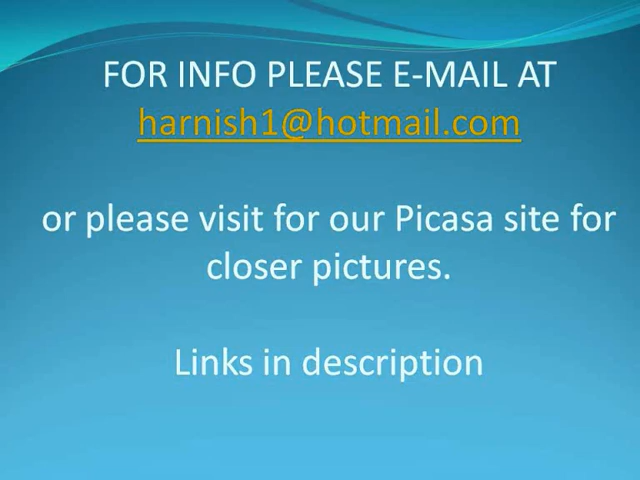 FOR INFO PLEASE E-MAIL AT
harnish1@hotmail.com
or please visit for our Picasa site for
closer pictures.
Links in description